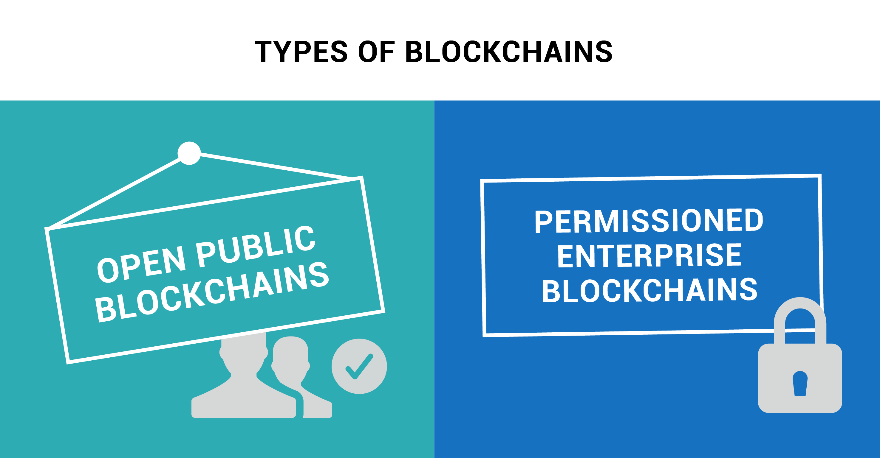 TYPES OF BLOCKCHAINS
OPEN PUBLIC
BLOCKCHAINS
PERMISSIONED
ENTERPRISE
BLOCKCHAINS